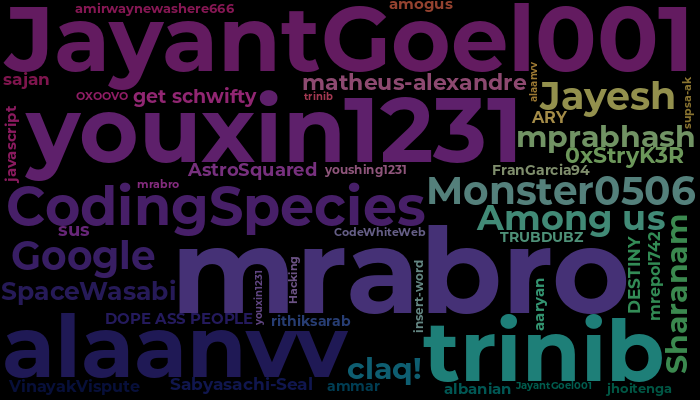 amirwaynewashere666
amogus
JayantGoel001
sajan
matheus-alexandre
alaanvv
supsa-ak
OXOOVO
get schwifty
trinib
Jayesh
javascript
youxin1231
ARY
mprabhash
0xStryK3R
AstroSquared
youshing1231
FranGarcia94
mrabro
Monster0506
CodingSpecies
Among us
sus
CodeWhiteWeb
TRUBDUBZ
Google
mrabro
DESTINY
mrepol742
Sharanam
SpaceWasabi
youxin1231
Hacking
insert-word
aaryan
DOPE ASS PEOPLE
rithiksarab
alaanvv
trinib
claq!
VinayakVispute
Sabyasachi-Seal
ammar
albanian
JayantGoel001
jhoitenga